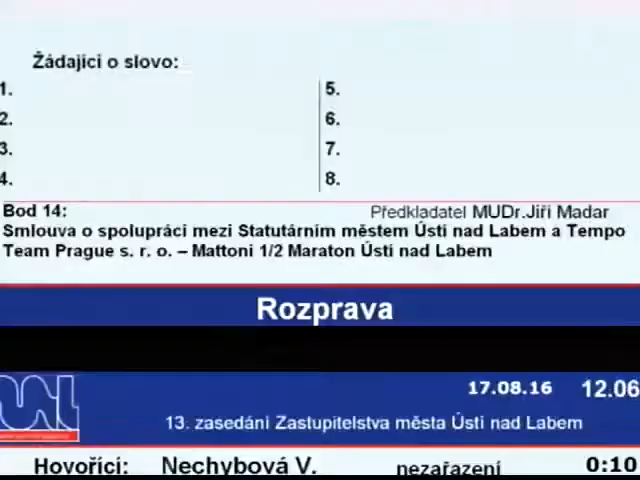 Žádající o slovo:
1.
5.
2.
6.
3.
7.
4.
8.
Bod 14:
Předkladatel MUDr.Jiří Madar
Smlouva o spolupráci mezi Statutárním městem Ústí nad Labem a Tempo
Team Prague s. r. o. – Mattoni 1/2 Maraton Ústí nad Labem
Rozprava
17.08.16 12.06
13. zasedání Zastupitelstva města Ústí nad Labem
Hovořící: Nechybová V. nezařazení 0:10